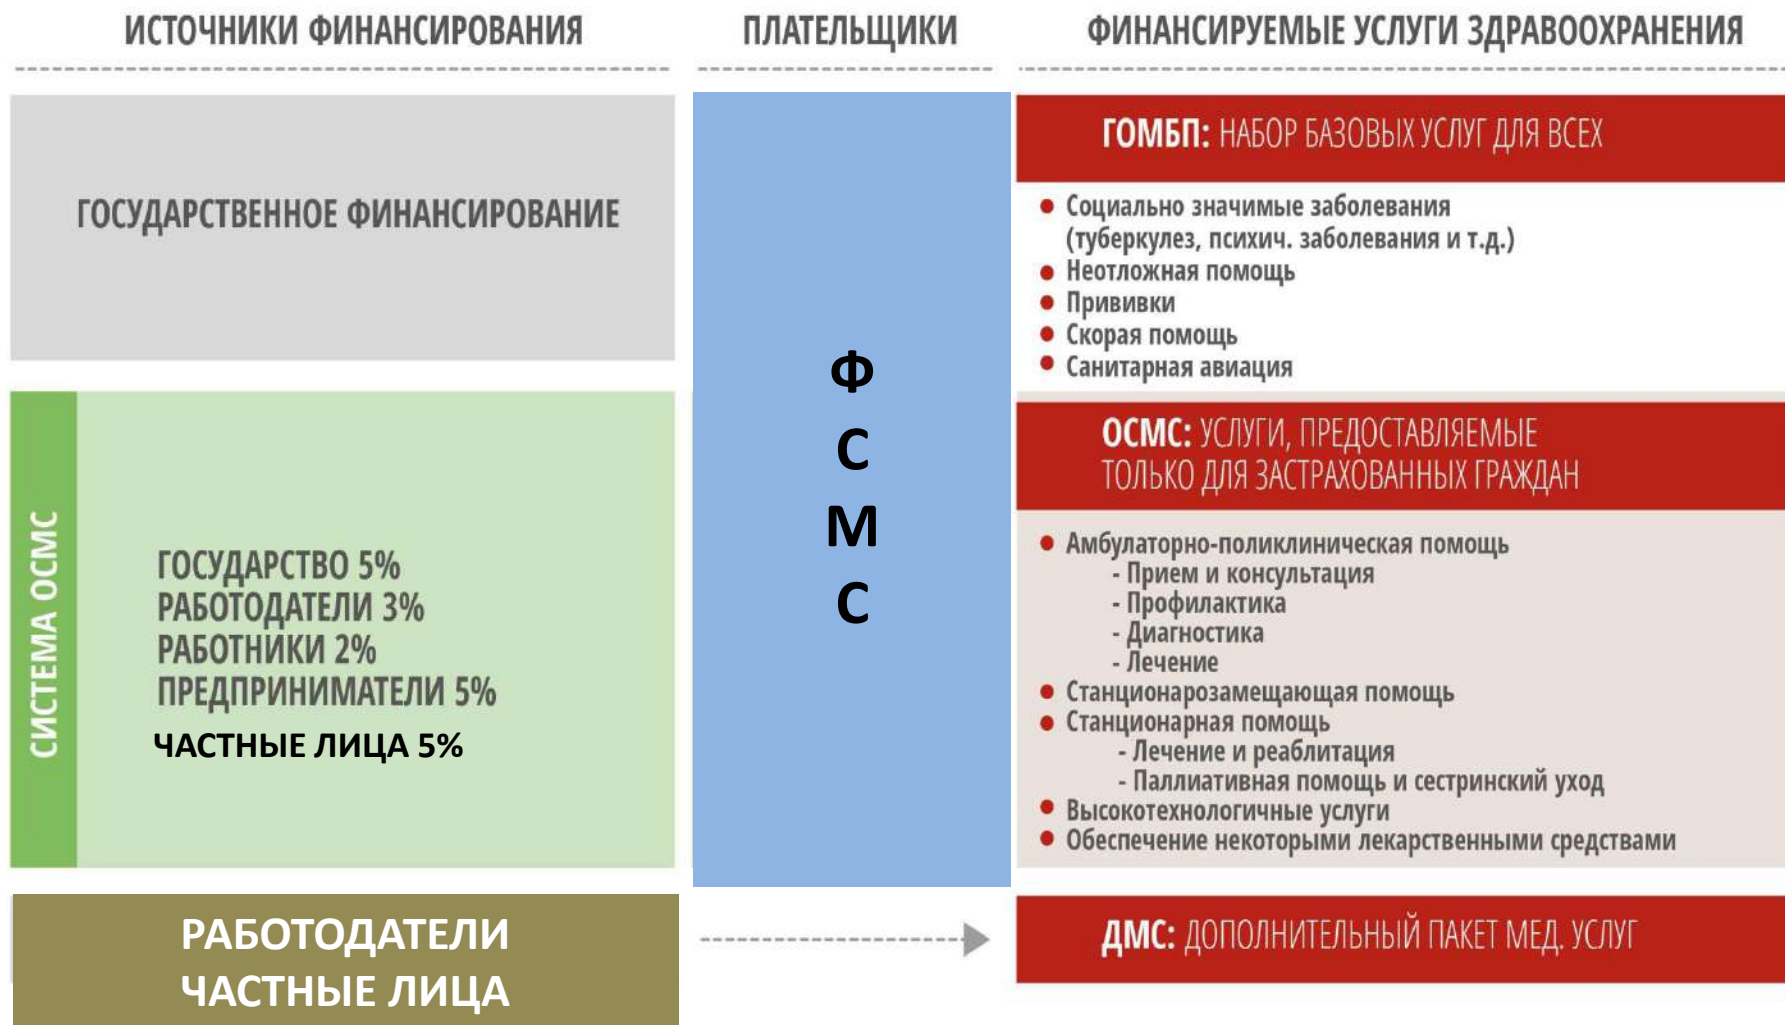 ИСТОЧНИКИ ФИНАНСИРОВАНИЯ
ПЛАТЕЛЬЩИКИ
ФИНАНСИРУЕМЫЕ УСЛУГИ ЗДРАВООХРАНЕНИЯ
ГОСУДАРСТВЕННОЕ ФИНАНСИРОВАНИЕ
СИСТЕМА ОСМС
ГОСУДАРСТВО 5%
РАБОТОДАТЕЛИ 3%
РАБОТНИКИ 2%
ПРЕДПРИНИМАТЕЛИ 5%
ЧАСТНЫЕ ЛИЦА 5%
РАБОТОДАТЕЛИ
ЧАСТНЫЕ ЛИЦА
Ф
С
М
С
ГОМБП: НАБОР БАЗОВЫХ УСЛУГ ДЛЯ ВСЕХ
Социально значимые заболевания
(туберкулез, психич. заболевания и т.д.)
Неотложная помощь
Прививки
Скорая помощь
Санитарная авиация
ОСМС: УСЛУГИ, ПРЕДОСТАВЛЯЕМЫЕ
ТОЛЬКО ДЛЯ ЗАСТРАХОВАННЫХ ГРАЖДАН
Амбулаторно-поликлиническая помощь
- Прием и консультация
- Профилактика
- Диагностика
- Лечение
Станционарозамещающая помощь
Станционарная помощь
- Лечение и реаблитация
- Паллиативная помощь и сестринский уход
Высокотехнологичные услуги
Обеспечение некоторыми лекарственными средствами
ДМС: ДОПОЛНИТЕЛЬНЫЙ ПАКЕТ МЕД. УСЛУГ